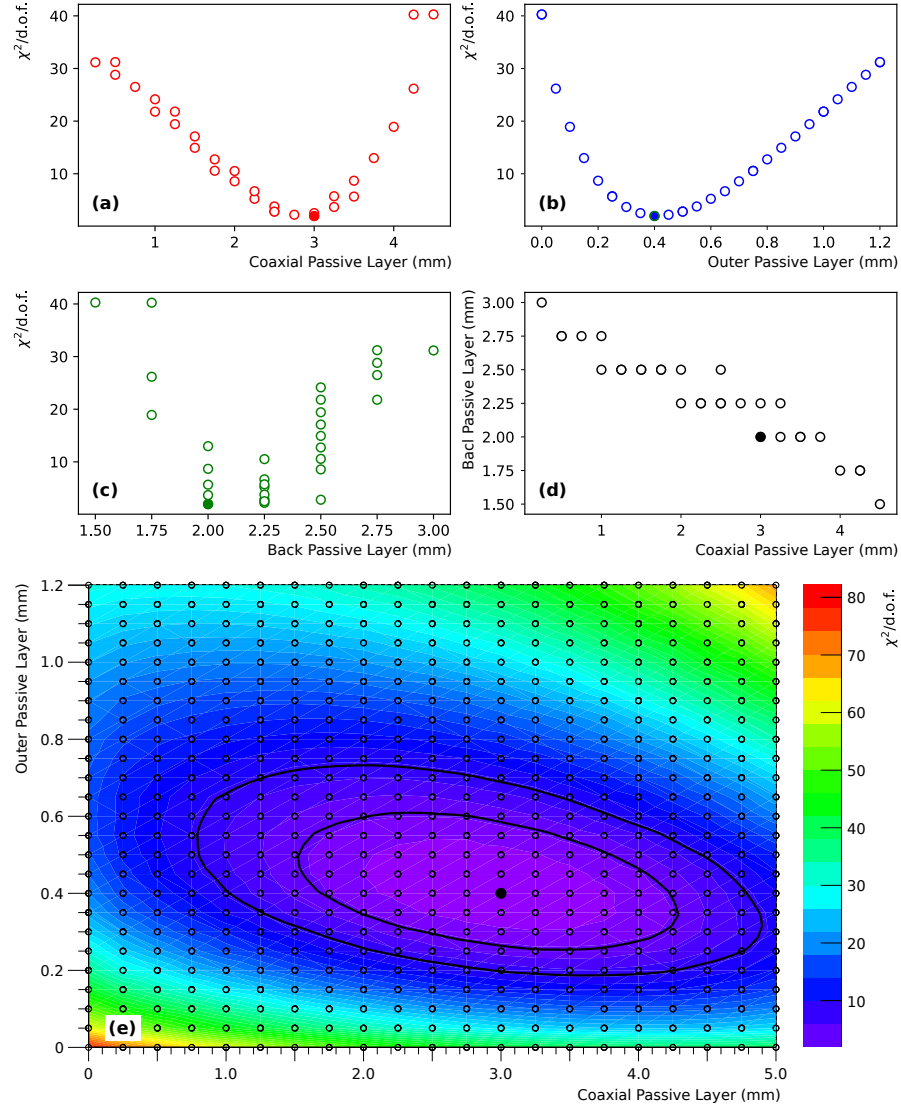 χ²/d.o.f.
40
30
20
10
(a)
1 2 3 4
Coaxial Passive Layer (mm)
χ²/d.o.f.
40
30
20
10
(b)
0.0 0.2 0.4 0.6 0.8 1.0 1.2
Outer Passive Layer (mm)
χ²/d.o.f.
40
30
20
10
(c)
1.50 1.75 2.00 2.25 2.50 2.75 3.00
Back Passive Layer (mm)
Bacl Passive Layer (mm)
3.00
2.75
2.50
2.25
2.00
1.75
1.50
(d)
1 2 3 4
Coaxial Passive Layer (mm)
Outer Passive Layer (mm)
1.2
1.0
0.8
0.6
0.4
0.2
0
(e)
0 1.0 2.0 3.0 4.0 5.0
Coaxial Passive Layer (mm)
χ²/d.o.f.
80
70
60
50
40
30
20
10